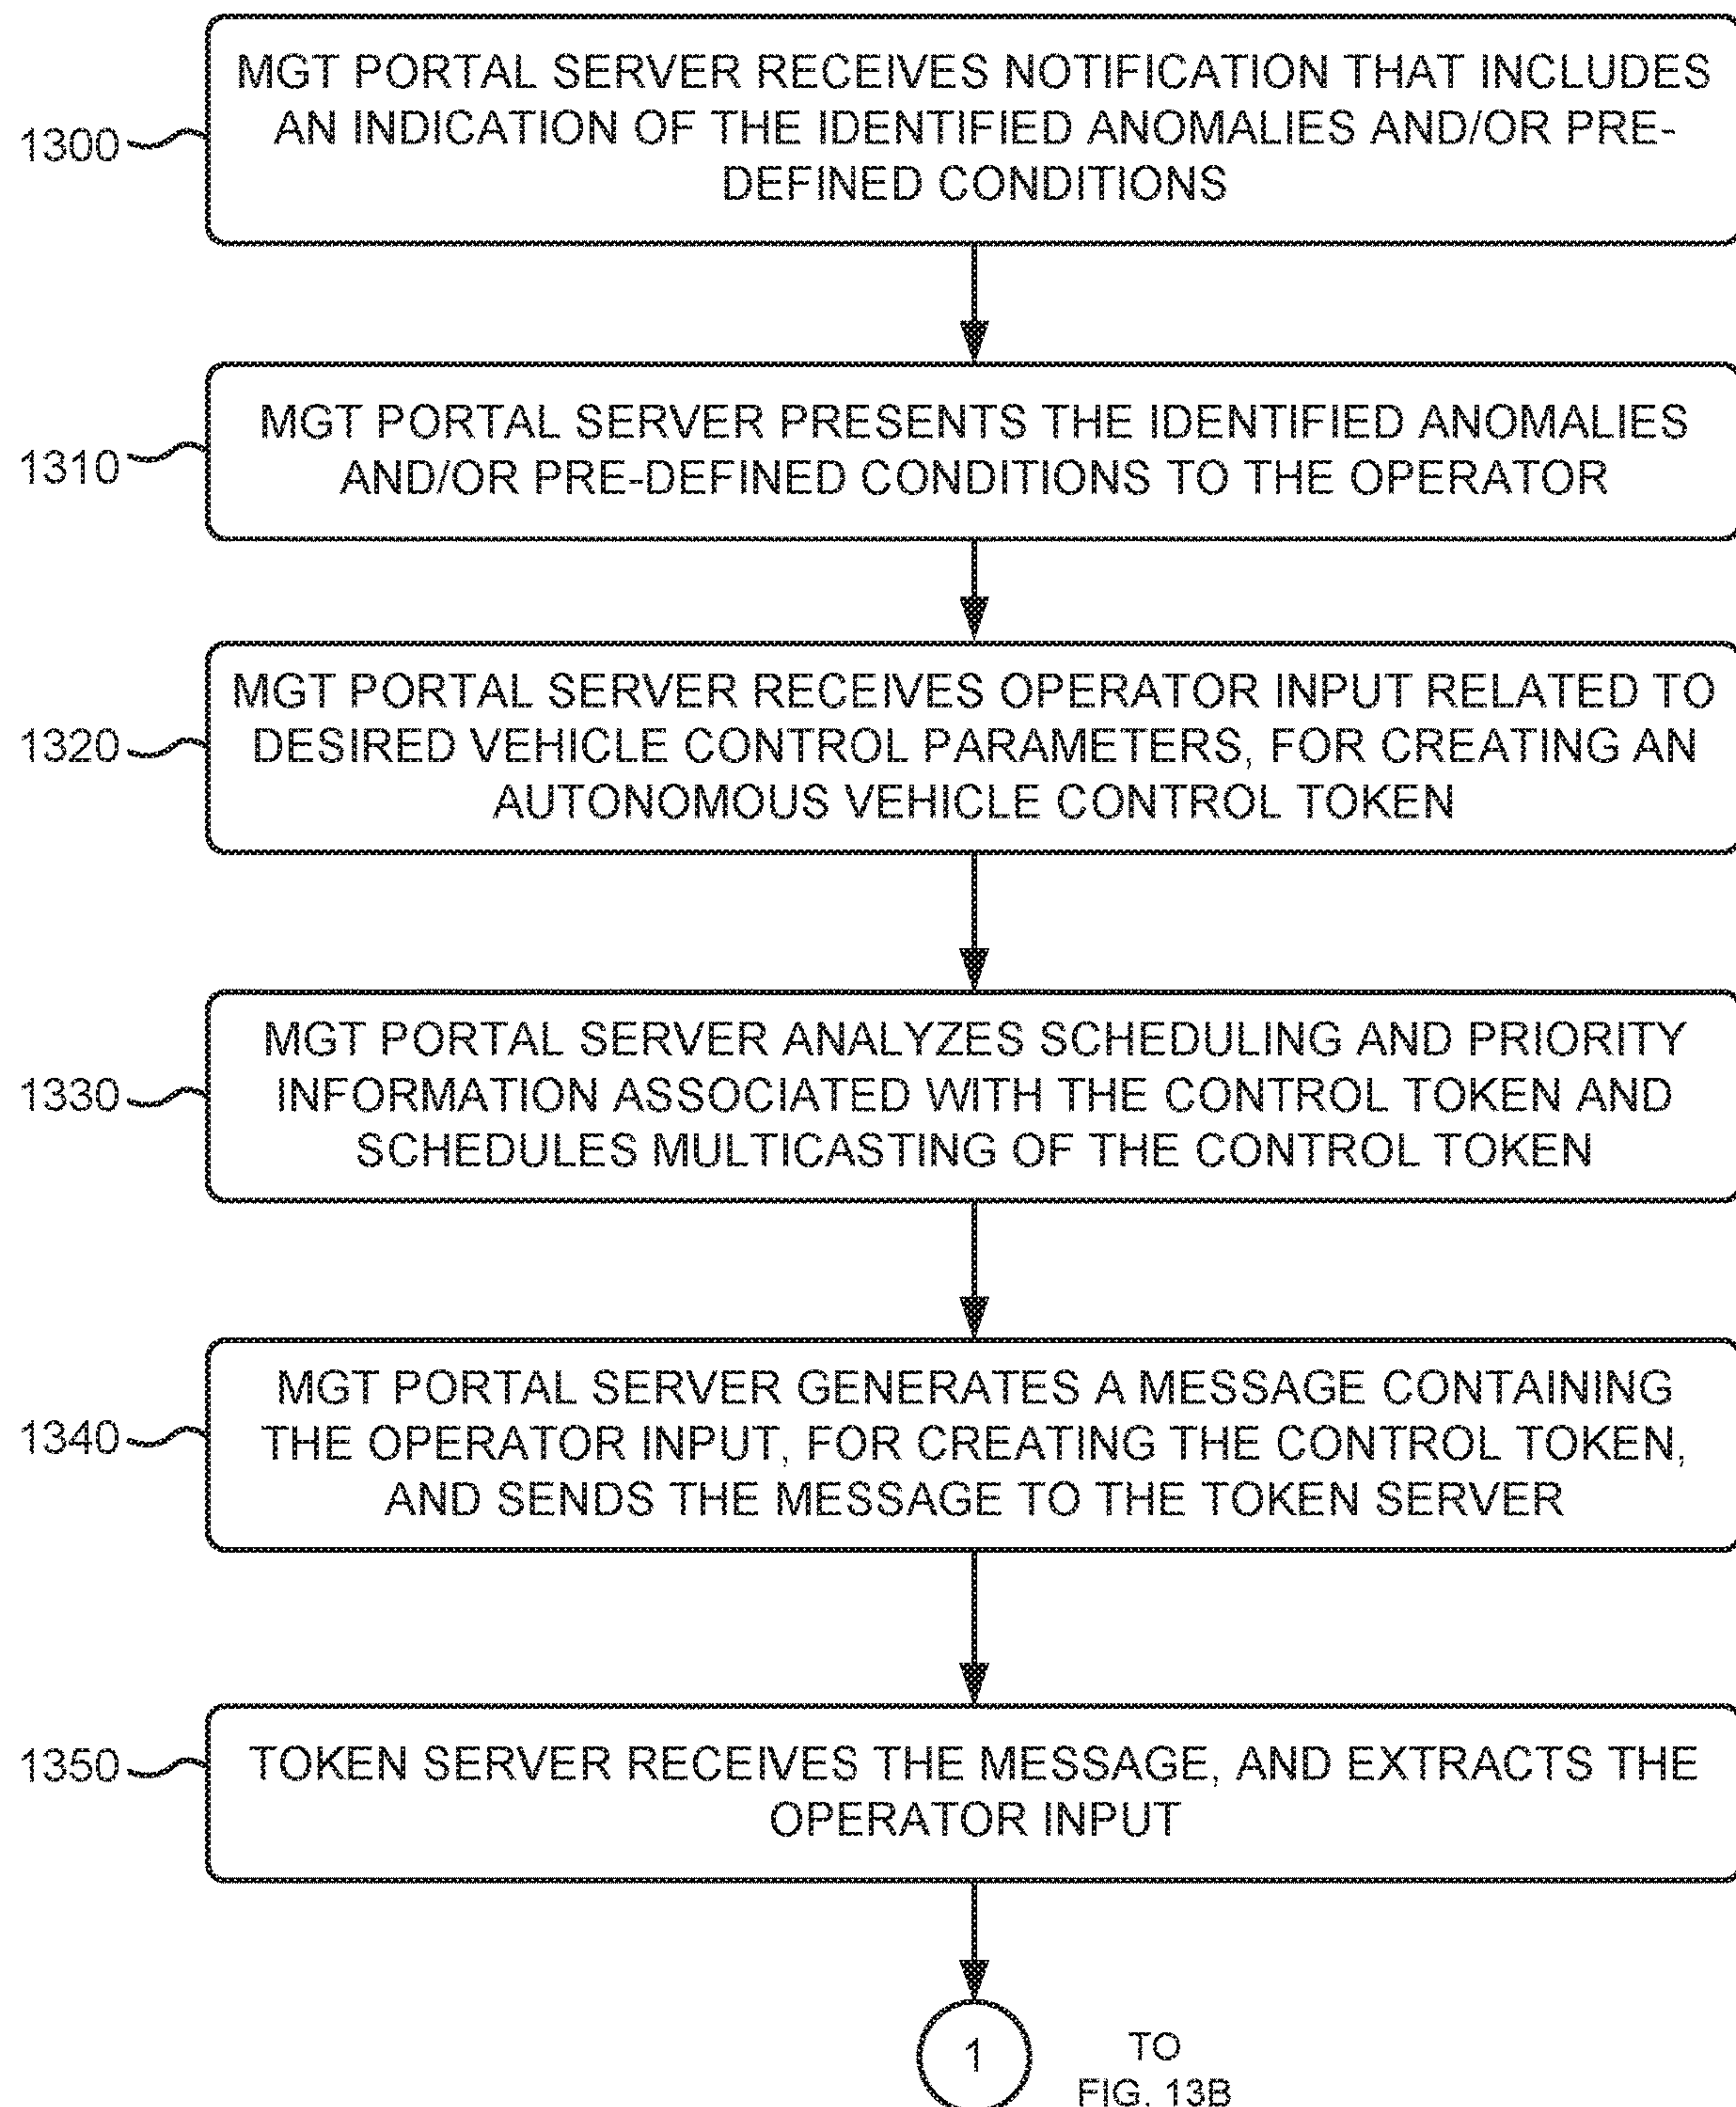 MGT PORTAL SERVER RECEIVES NOTIFICATION THAT INCLUDES
AN INDICATION OF THE IDENTIFIED ANOMALIES AND/OR PRE-
DEFINED CONDITIONS
1300
MGT PORTAL SERVER PRESENTS THE IDENTIFIED ANOMALIES
AND/OR PRE-DEFINED CONDITIONS TO THE OPERATOR
1310
MGT PORTAL SERVER RECEIVES OPERATOR INPUT RELATED TO
DESIRED VEHICLE CONTROL PARAMETERS, FOR CREATING AN
AUTONOMOUS VEHICLE CONTROL TOKEN
1320
MGT PORTAL SERVER ANALYZES SCHEDULING AND PRIORITY
INFORMATION ASSOCIATED WITH THE CONTROL TOKEN AND
SCHEDULES MULTICASTING OF THE CONTROL TOKEN
1330
MGT PORTAL SERVER GENERATES A MESSAGE CONTAINING
THE OPERATOR INPUT, FOR CREATING THE CONTROL TOKEN,
AND SENDS THE MESSAGE TO THE TOKEN SERVER
1340
TOKEN SERVER RECEIVES THE MESSAGE, AND EXTRACTS THE
OPERATOR INPUT
1350
1
TO
FIG. 13B